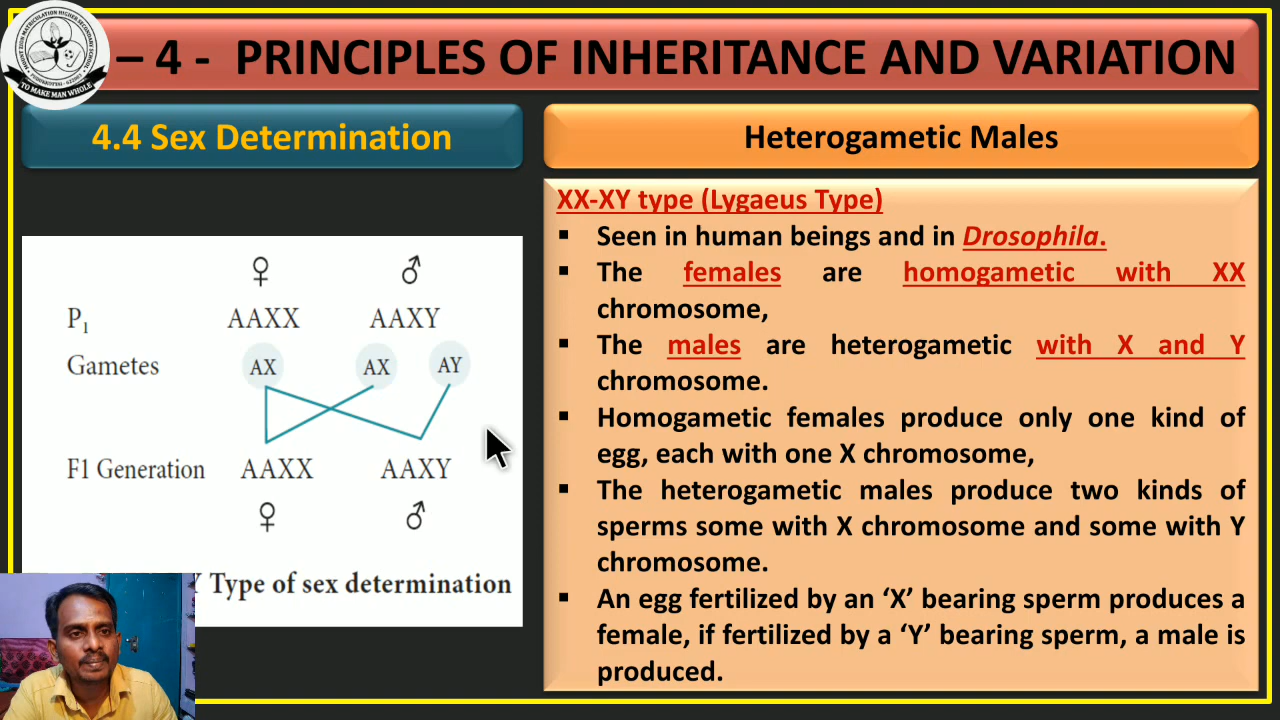 – 4 - PRINCIPLES OF INHERITANCE AND VARIATION
TO MAKE MAN WHOLE
4.4 Sex Determination
♀ ♂
P1 AAXX AAXY
Gametes AX AX AY
F1 Generation AAXX AAXY
♀ ♂
Type of sex determination
Heterogametic Males
XX-XY type (Lygaeus Type)
▪ Seen in human beings and in Drosophila.
▪ The females are homogametic with XX
chromosome,
▪ The males are heterogametic with X and Y
chromosome.
▪ Homogametic females produce only one kind of
egg, each with one X chromosome,
▪ The heterogametic males produce two kinds of
sperms some with X chromosome and some with Y
chromosome.
▪ An egg fertilized by an ‘X’ bearing sperm produces a
female, if fertilized by a ‘Y’ bearing sperm, a male is
produced.